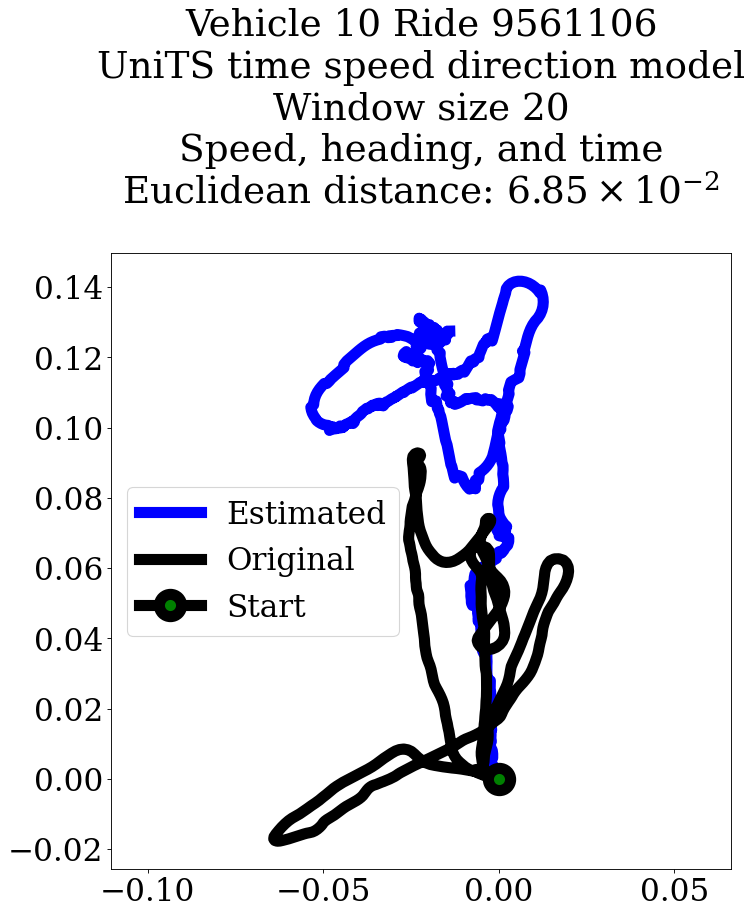 Vehicle 10 Ride 9561106
UniTS time speed direction model
Window size 20
Speed, heading, and time
Euclidean distance: 6.85 × 10⁻²
0.14
0.12
0.10
0.08
0.06
0.04
0.02
0.00
−0.02
Estimated
Original
Start
−0.10 −0.05 0.00 0.05